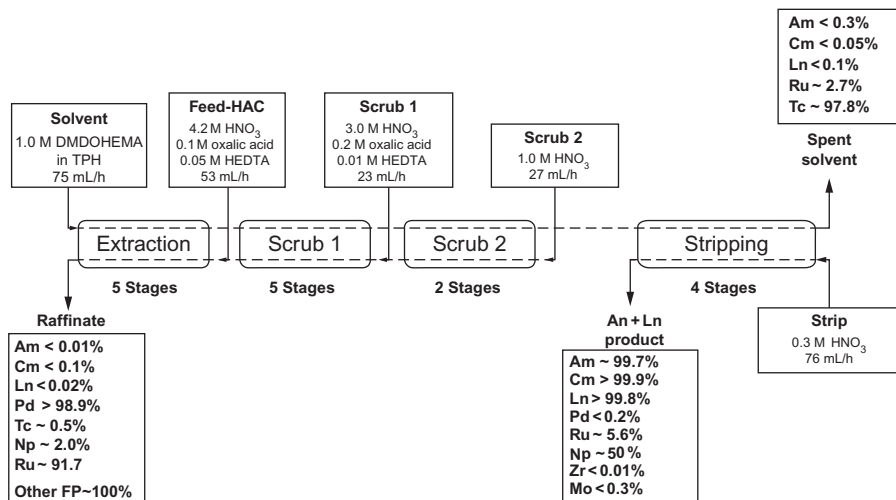 Solvent
1.0 M DMDOHEMA
in TPH
75 mL/h
Feed-HAC
4.2 M HNO3
0.1 M oxalic acid
0.05 M HEDTA
53 mL/h
Scrub 1
3.0 M HNO3
0.2 M oxalic acid
0.01 M HEDTA
23 mL/h
Scrub 2
1.0 M HNO3
27 mL/h
Am < 0.3%
Cm < 0.05%
Ln < 0.1%
Ru ~ 2.7%
Tc ~ 97.8%
Spent
solvent
Extraction
Scrub 1
Scrub 2
Stripping
5 Stages
5 Stages
2 Stages
4 Stages
Raffinate
Am < 0.01%
Cm < 0.1%
Ln < 0.02%
Pd > 98.9%
Tc ~ 0.5%
Np ~ 2.0%
Ru ~ 91.7
Other FP~100%
An + Ln
product
Am ~ 99.7%
Cm > 99.9%
Ln > 99.8%
Pd < 0.2%
Ru ~ 5.6%
Np ~ 50 %
Zr < 0.01%
Mo < 0.3%
Strip
0.3 M HNO3
76 mL/h